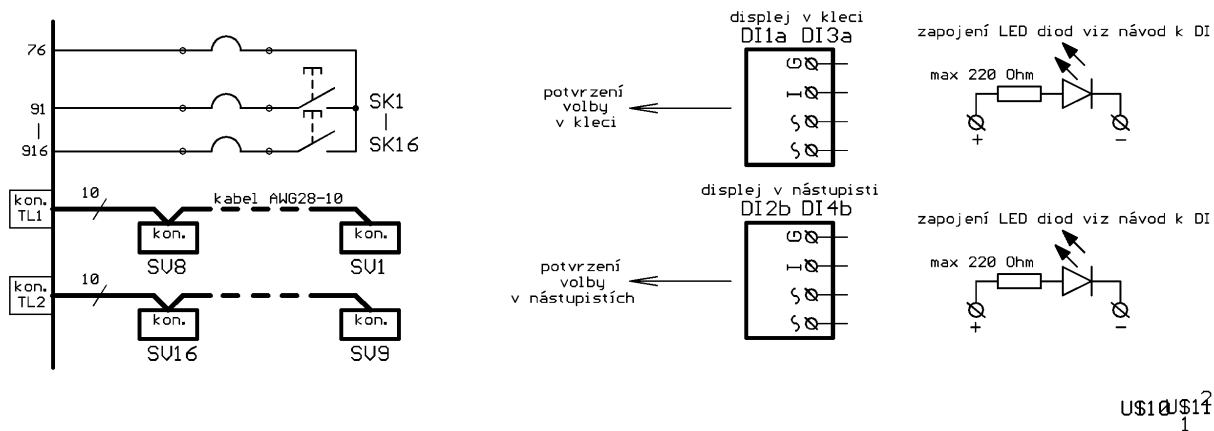 76
91
916
SK1
SK16
kon.
TL1
10
kabel AWG28-10
kon.
SV8
kon.
SV1
kon.
TL2
10
kon.
SV16
kon.
SV9
displej v kleci
DI1a DI3a
G
I
S
S
potvrzení
volby
v kleci
displej v nástupisti
DI2b DI4b
G
I
S
S
potvrzení
volby
v nástupistích
zapojení LED diod viz návod k DI
max 220 Ohm
+
-
zapojení LED diod viz návod k DI
max 220 Ohm
+
-
U$10
U$11
2
1